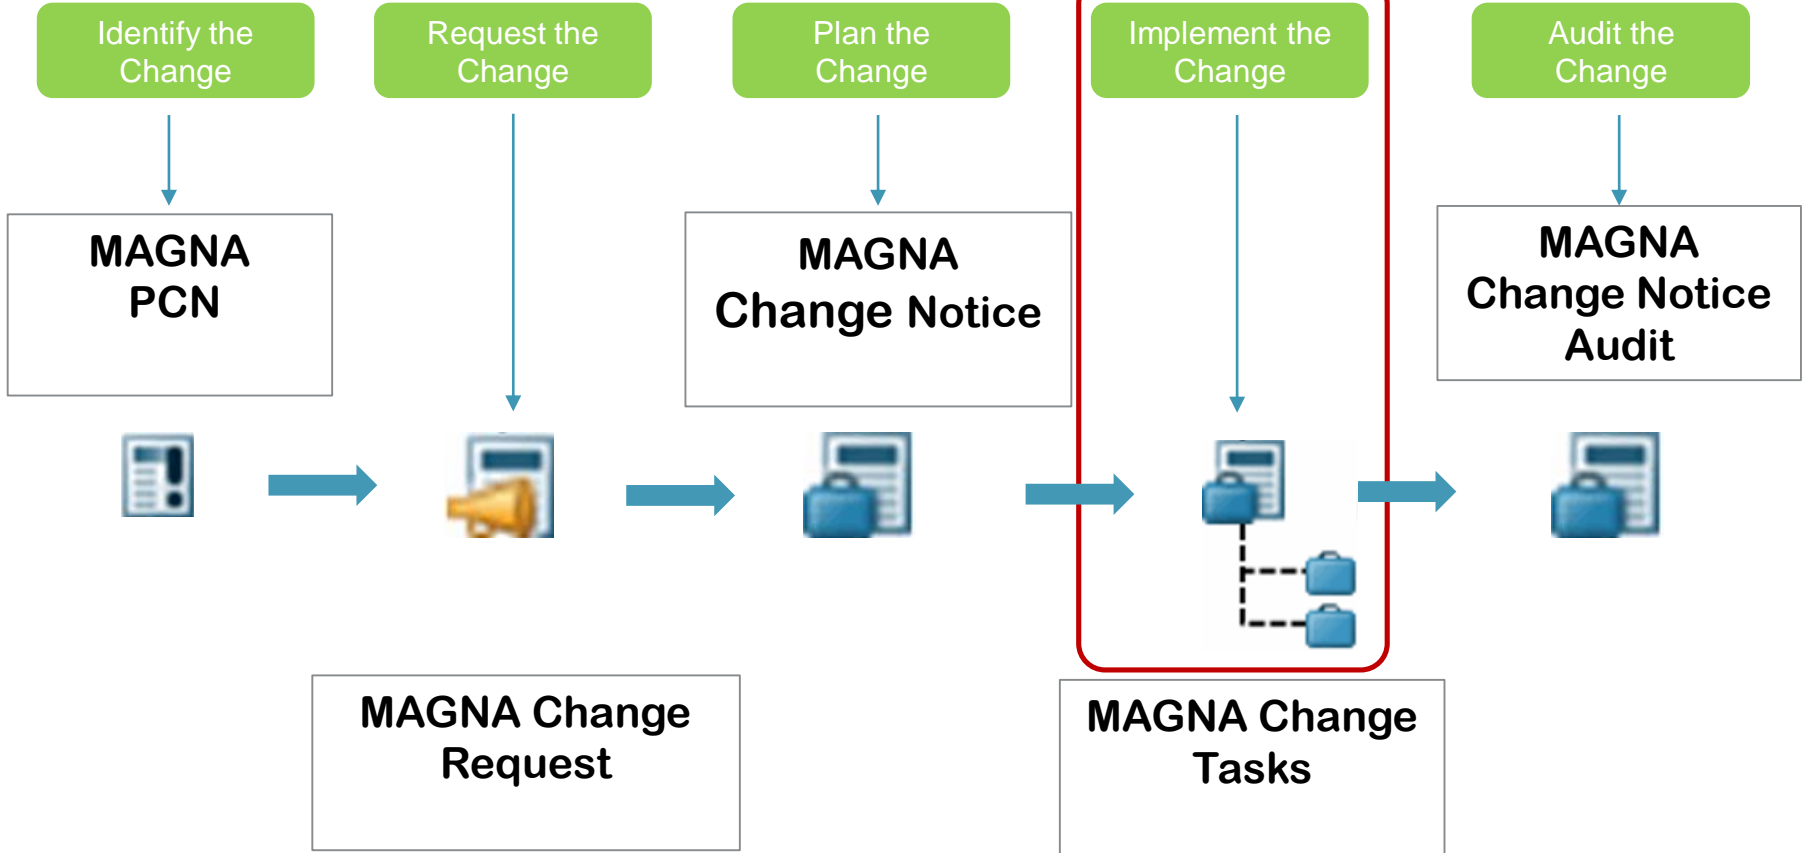 Identify the
Change
Request the
Change
Plan the
Change
Implement the
Change
Audit the
Change
MAGNA
PCN
MAGNA
Change Notice
MAGNA
Change Notice
Audit
MAGNA Change
Request
MAGNA Change
Tasks